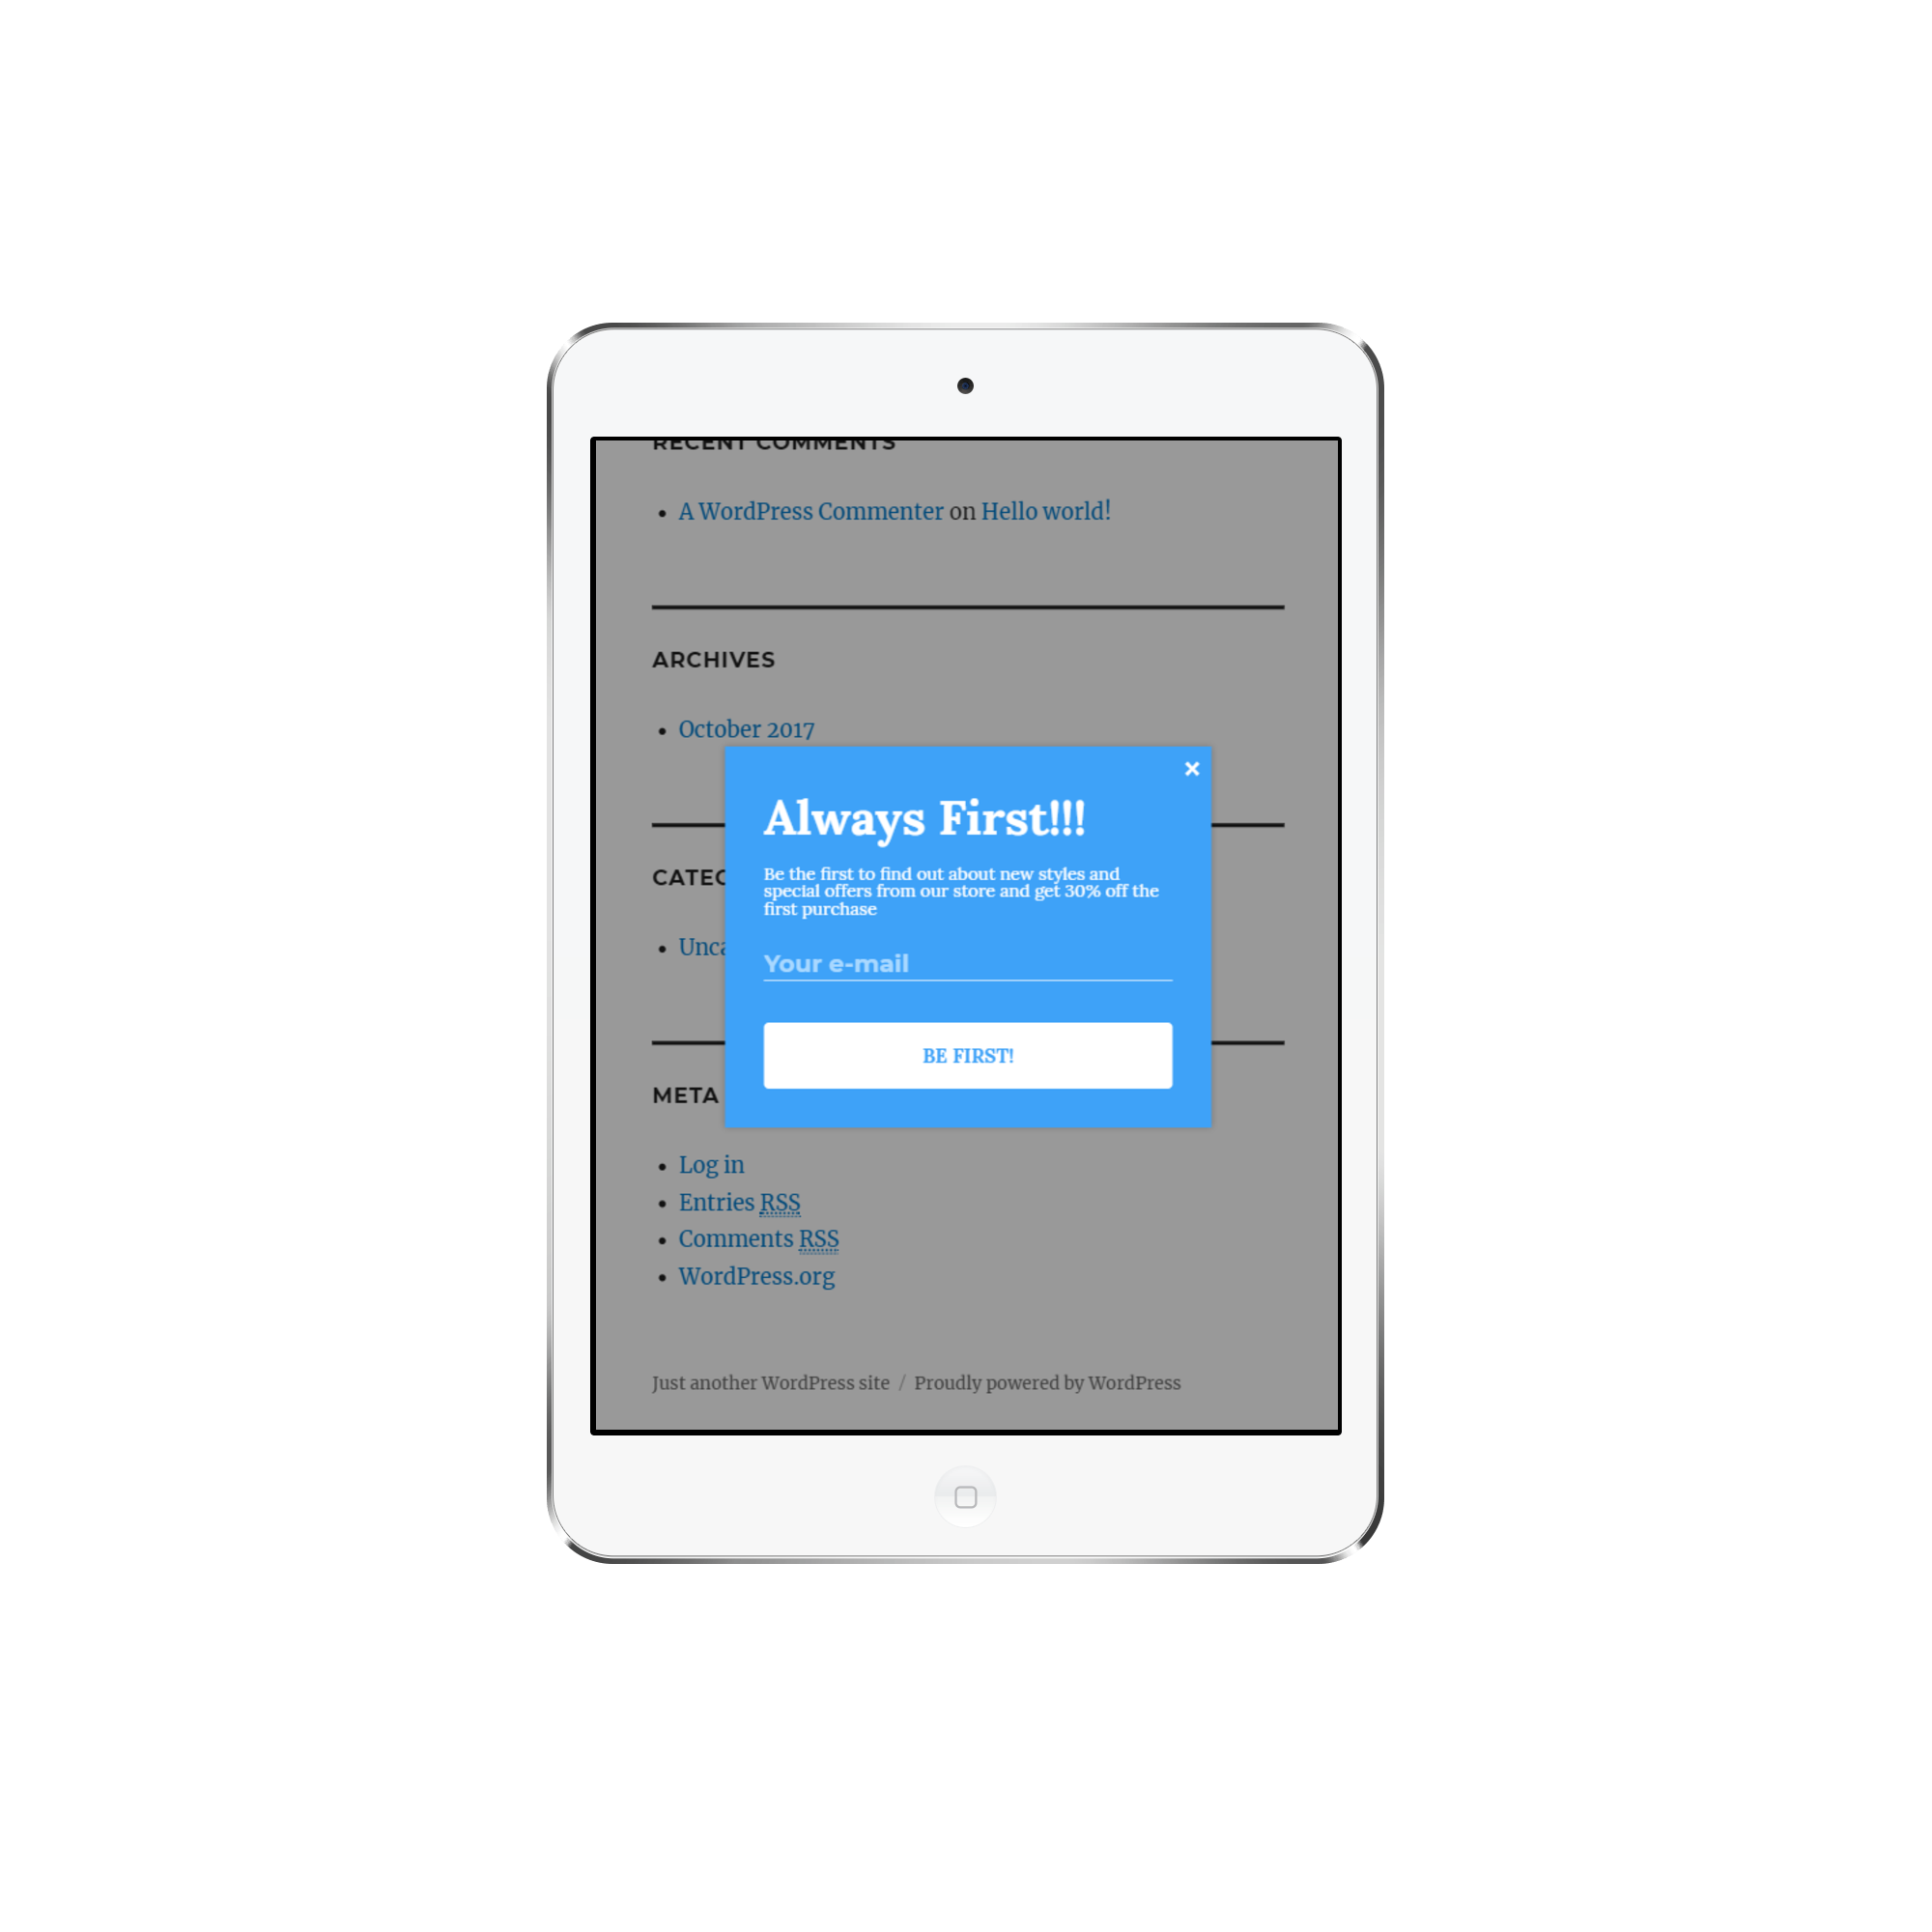 RECENT COMMENTS
A WordPress Commenter on Hello world!
ARCHIVES
October 2017
Always First!!!
Be the first to find out about new styles and
special offers from our store and get 30% off the
first purchase
Your e-mail
BE FIRST!
META
Log in
Entries RSS
Comments RSS
WordPress.org
Just another WordPress site / Proudly powered by WordPress